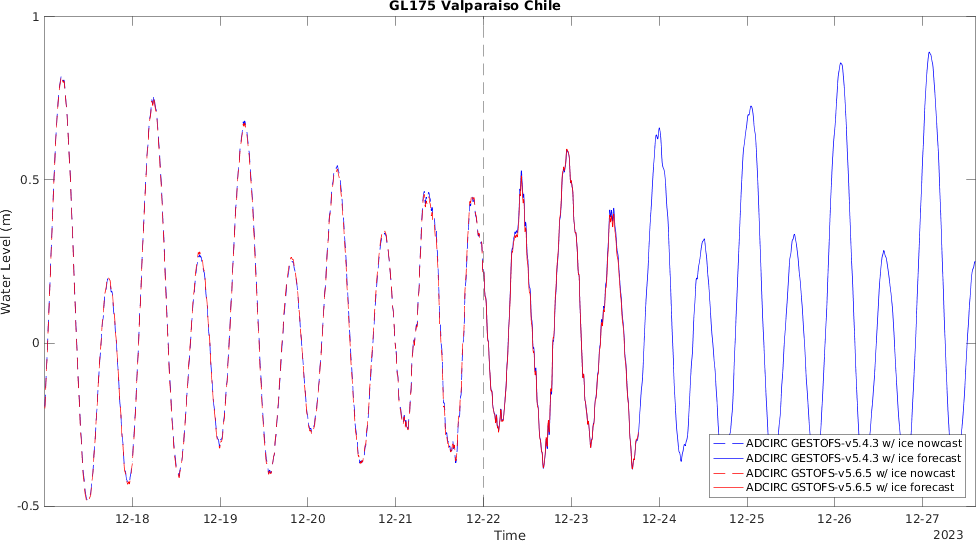 GL175 Valparaiso Chile
1
0.5
0
-0.5
Water Level (m)
12-18 12-19 12-20 12-21 12-22 12-23 12-24 12-25 12-26 12-27
Time
2023
ADCIRC GESTOFS-v5.4.3 w/ ice nowcast
ADCIRC GESTOFS-v5.4.3 w/ ice forecast
ADCIRC GSTOFS-v5.6.5 w/ ice nowcast
ADCIRC GSTOFS-v5.6.5 w/ ice forecast